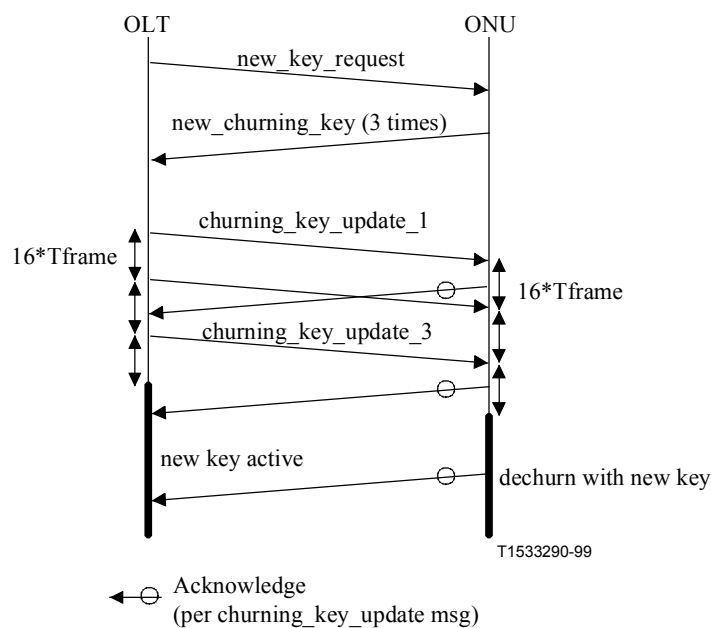 OLT
ONU
new_key_request
new_churning_key (3 times)
churning_key_update_1
16*Tframe
16*Tframe
churning_key_update_3
new key active
dechurn with new key
T1533290-99
Acknowledge
(per churning_key_update msg)